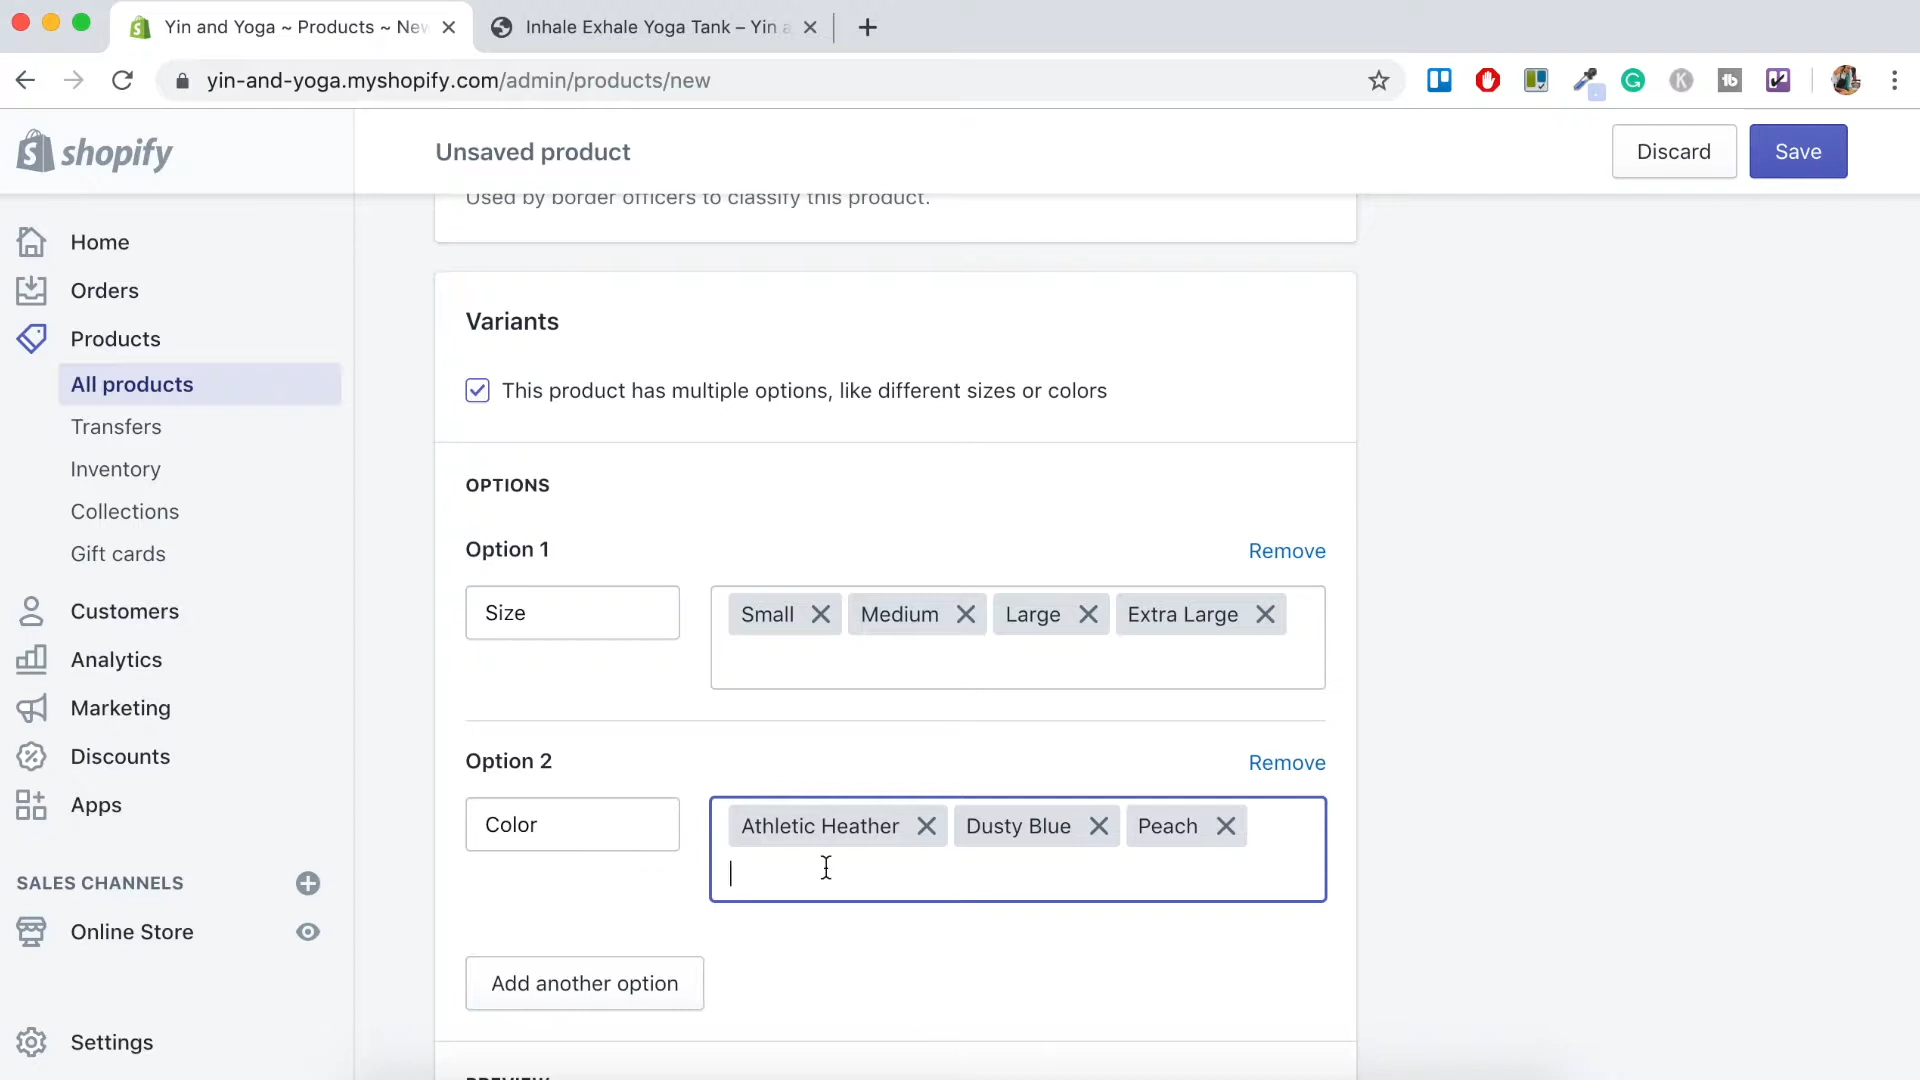 Yin and Yoga ~ Products ~ New
Inhale Exhale Yoga Tank – Yin a
yin-and-yoga.myshopify.com/admin/products/new
G
K
tb
shopify
Unsaved product
Discard
Save
Used by border officers to classify this product.
Home
Orders
Products
All products
Transfers
Inventory
Collections
Gift cards
Customers
Analytics
Marketing
Discounts
Apps
SALES CHANNELS
Online Store
Settings
Variants
This product has multiple options, like different sizes or colors
OPTIONS
Option 1
Remove
Size
Small
Medium
Large
Extra Large
Option 2
Remove
Color
Athletic Heather
Dusty Blue
Peach
Add another option
PREVIEW